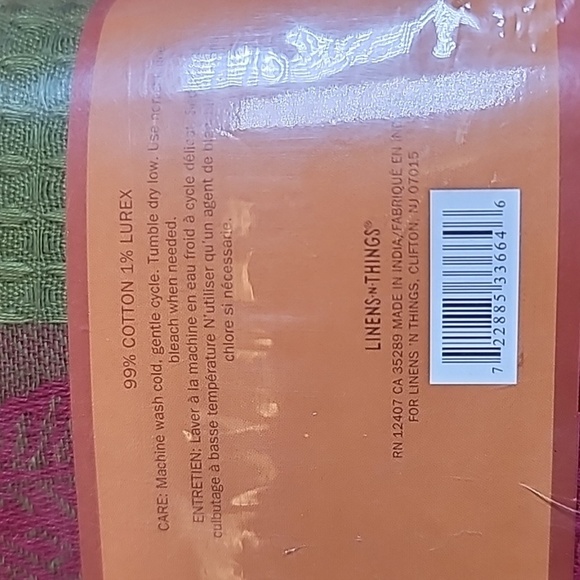 99% COTTON 1% LUREX
CARE: Machine wash cold, gentle cycle. Tumble dry low. Use
bleach when needed.
ENTRETIEN: Laver à la machine en eau froid à cycle délicat.
culbutage à basse température N'utiliser qu'un agent de
chlore si nécessarie.
LINENS·N·THINGS®
RN 12407 CA 35289 MADE IN INDIA/FABRIQUÉ EN
FOR LINENS 'N THINGS, CLIFTON, NJ 07015
7 22885 33664 6